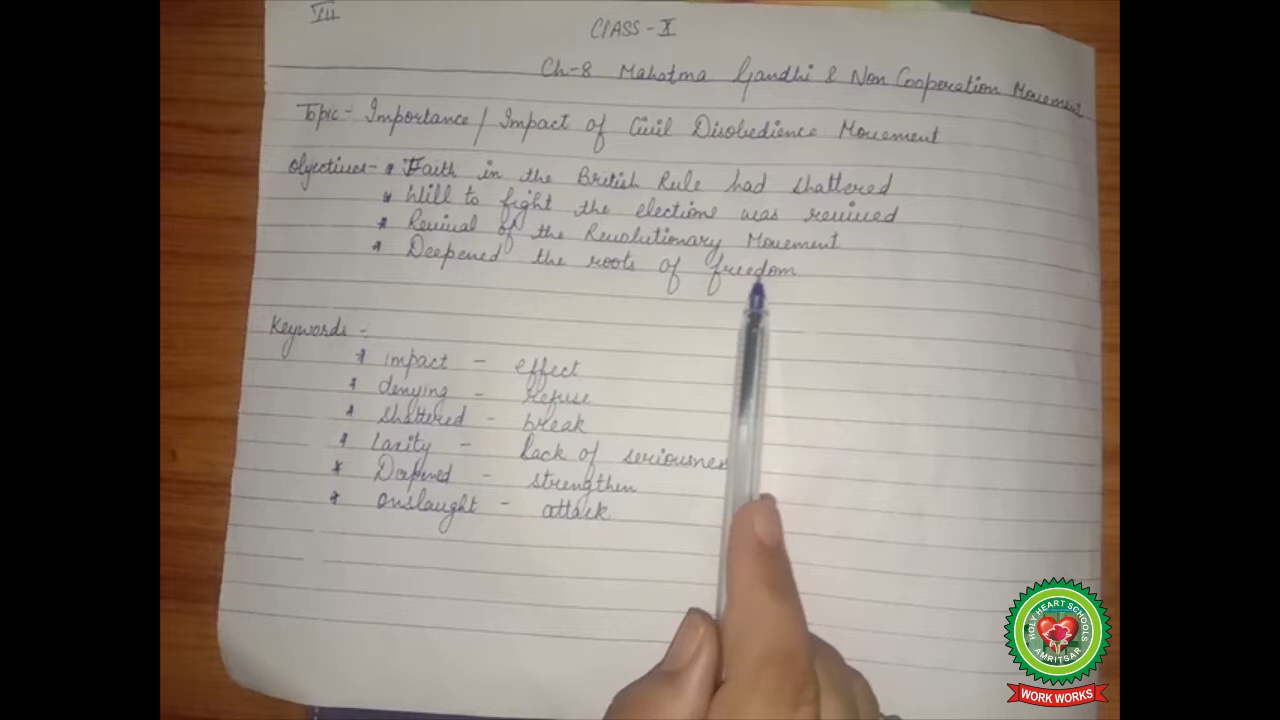 VII
CLASS - X
Ch-8 Mahatma Gandhi & Non Cooperation Movement
Topic - Importance / Impact of Civil Disobedience Movement
Objectives - * Faith in the British Rule had shattered
* Will to fight the elections was revived
* Revival of the Revolutionary Movement
* Deepened the roots of freedom
Keywords -
* impact - effect
* denying - refuse
* shattered - break
* Laxity - Lack of seriousness
* Deepened - strengthen
* onslaught - attack
HOLY HEART SCHOOLS
AMRITSAR
WORK WORKS